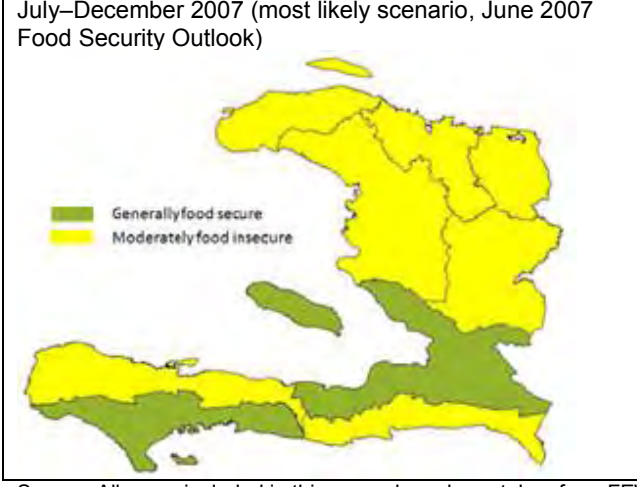 July–December 2007 (most likely scenario, June 2007
Food Security Outlook)
Generally food secure
Moderately food insecure